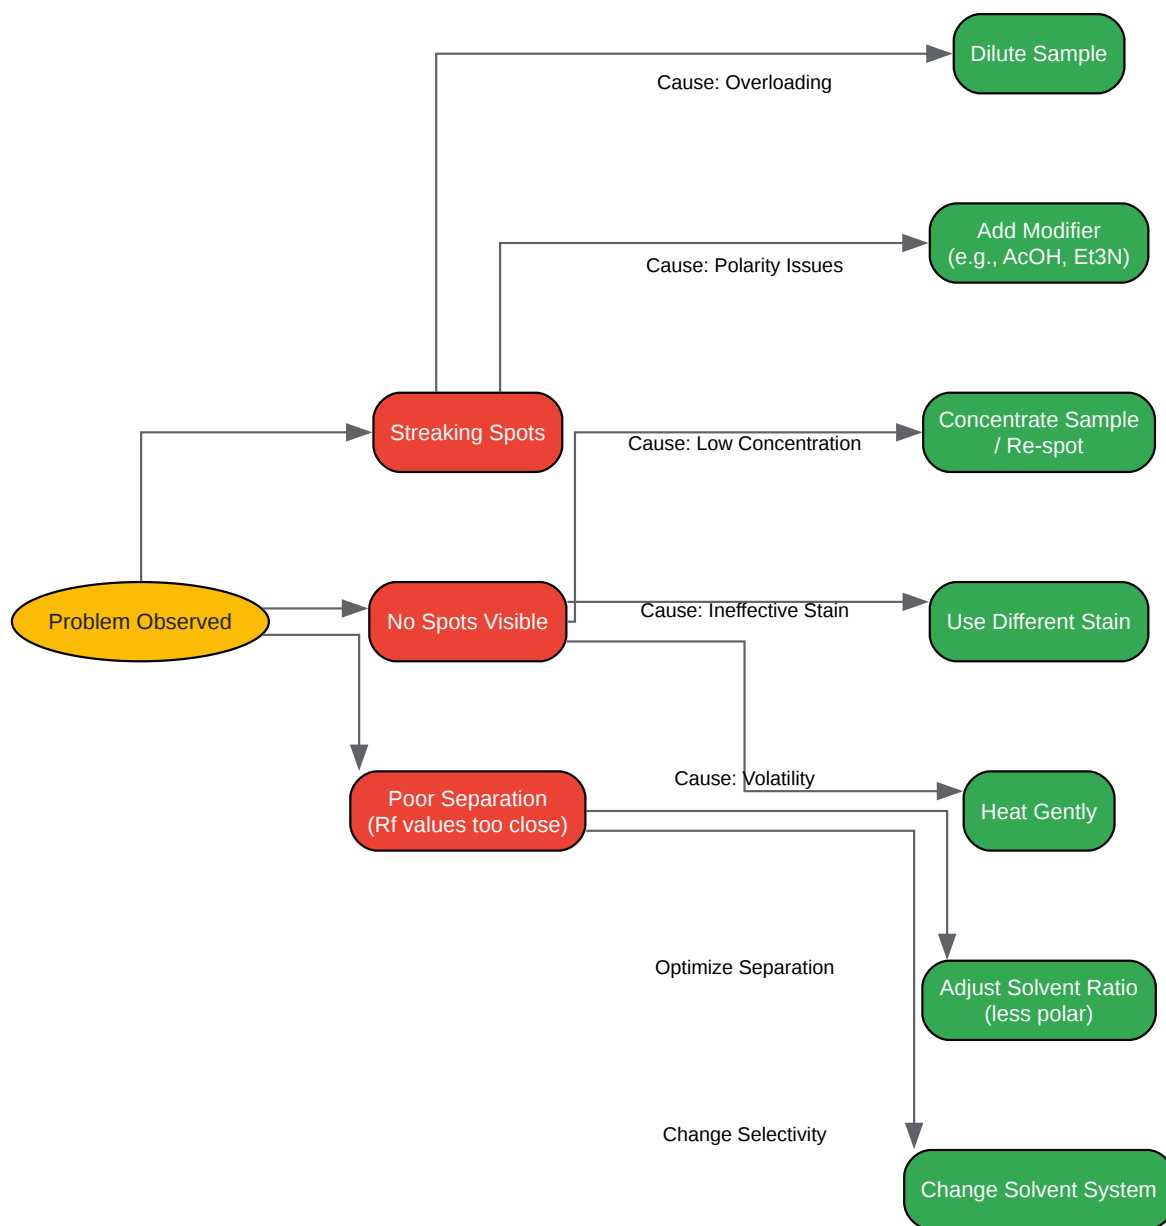 Dilute Sample
Cause: Overloading
Add Modifier
(e.g., AcOH, Et3N)
Cause: Polarity Issues
Streaking Spots
Concentrate Sample
/ Re-spot
Cause: Low Concentration
Problem Observed
No Spots Visible
Cause: Ineffective Stain
Use Different Stain
Cause: Volatility
Poor Separation
(Rf values too close)
Heat Gently
Optimize Separation
Adjust Solvent Ratio
(less polar)
Change Selectivity
Change Solvent System